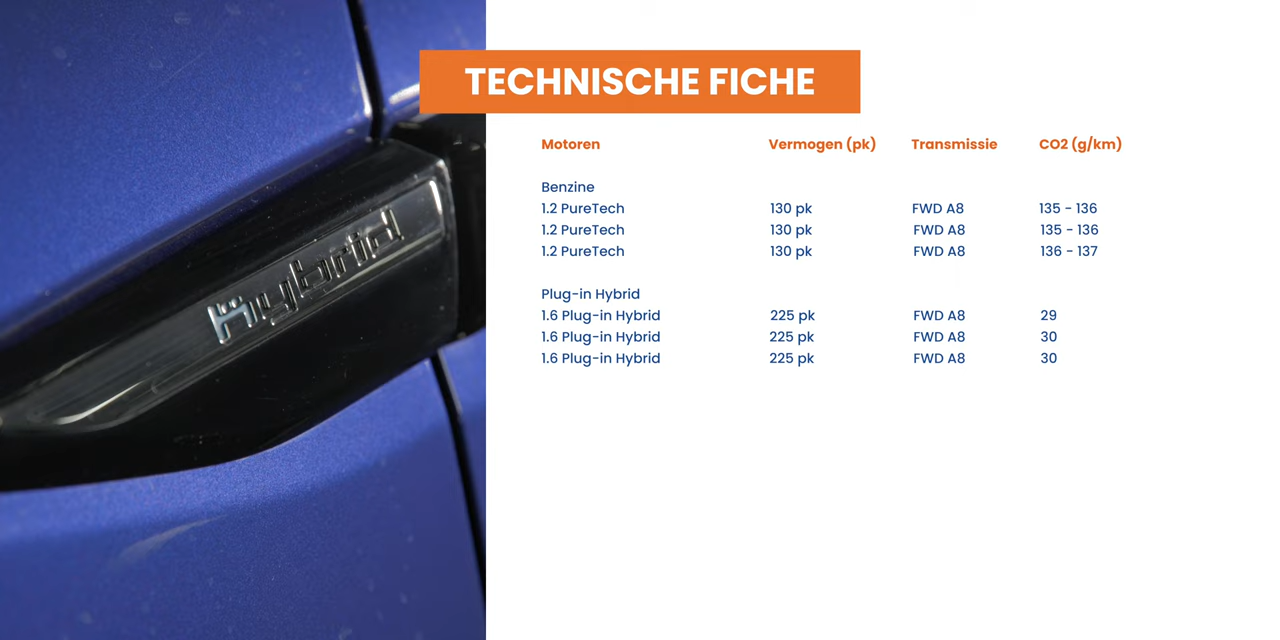 Hybrid
TECHNISCHE FICHE
Motoren Vermogen (pk) Transmissie CO2 (g/km)
Benzine
1.2 PureTech 130 pk FWD A8 135 - 136
1.2 PureTech 130 pk FWD A8 135 - 136
1.2 PureTech 130 pk FWD A8 136 - 137
Plug-in Hybrid
1.6 Plug-in Hybrid 225 pk FWD A8 29
1.6 Plug-in Hybrid 225 pk FWD A8 30
1.6 Plug-in Hybrid 225 pk FWD A8 30